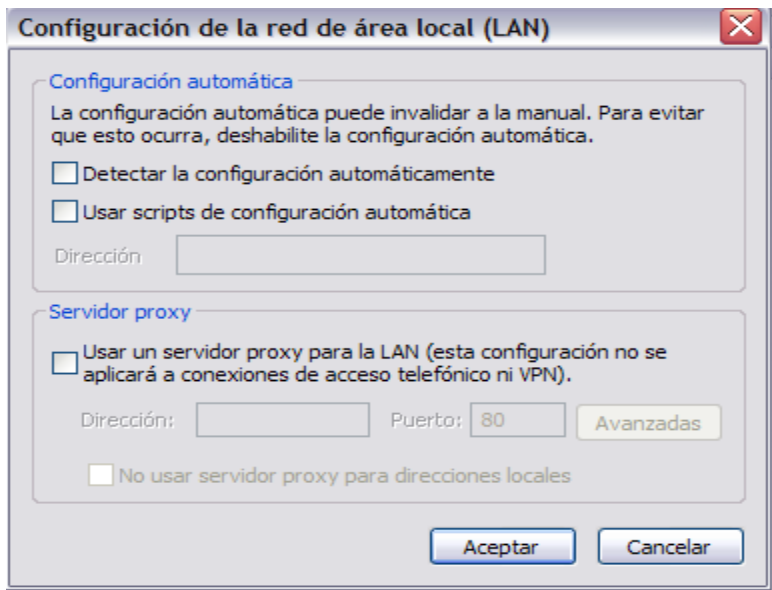 Configuración de la red de área local (LAN)
Configuración automática
La configuración automática puede invalidar a la manual. Para evitar
que esto ocurra, deshabilite la configuración automática.
Detectar la configuración automáticamente
Usar scripts de configuración automática
Dirección
Servidor proxy
Usar un servidor proxy para la LAN (esta configuración no se
aplicará a conexiones de acceso telefónico ni VPN).
Dirección: Puerto: 80 Avanzadas
No usar servidor proxy para direcciones locales
Aceptar Cancelar